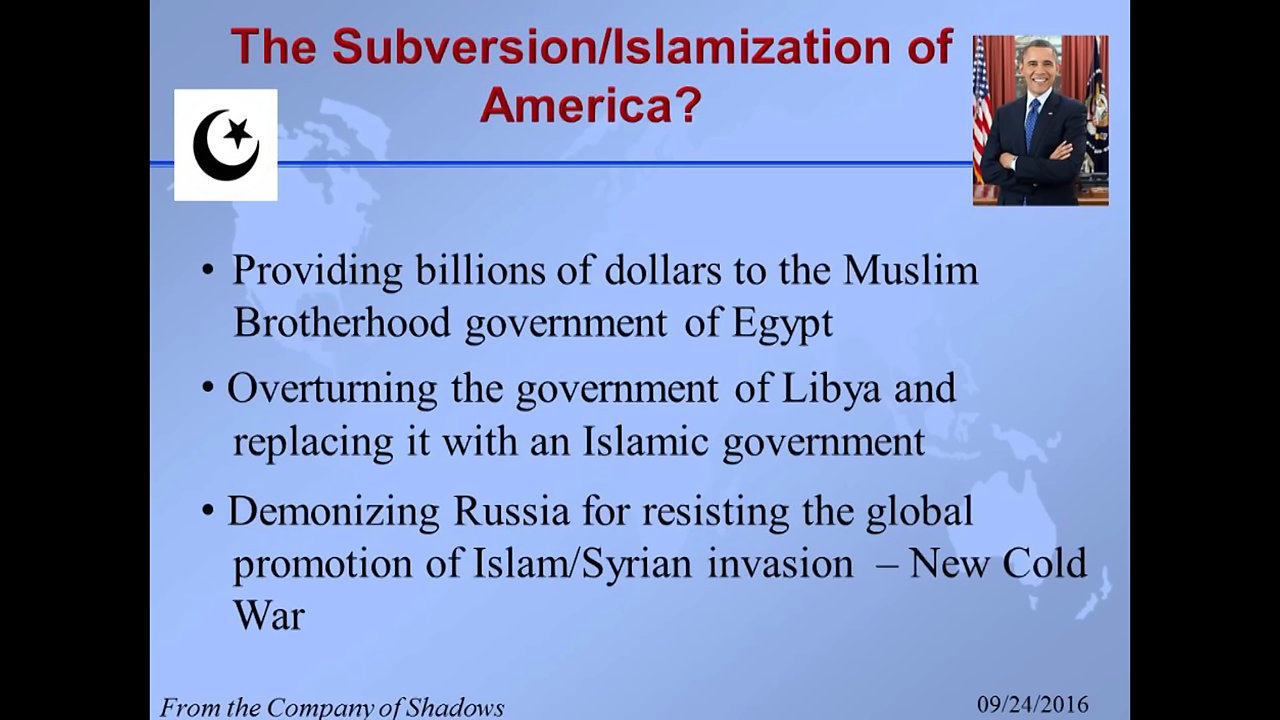 The Subversion/Islamization of
America?
• Providing billions of dollars to the Muslim
Brotherhood government of Egypt
• Overturning the government of Libya and
replacing it with an Islamic government
• Demonizing Russia for resisting the global
promotion of Islam/Syrian invasion – New Cold
War
From the Company of Shadows
09/24/2016